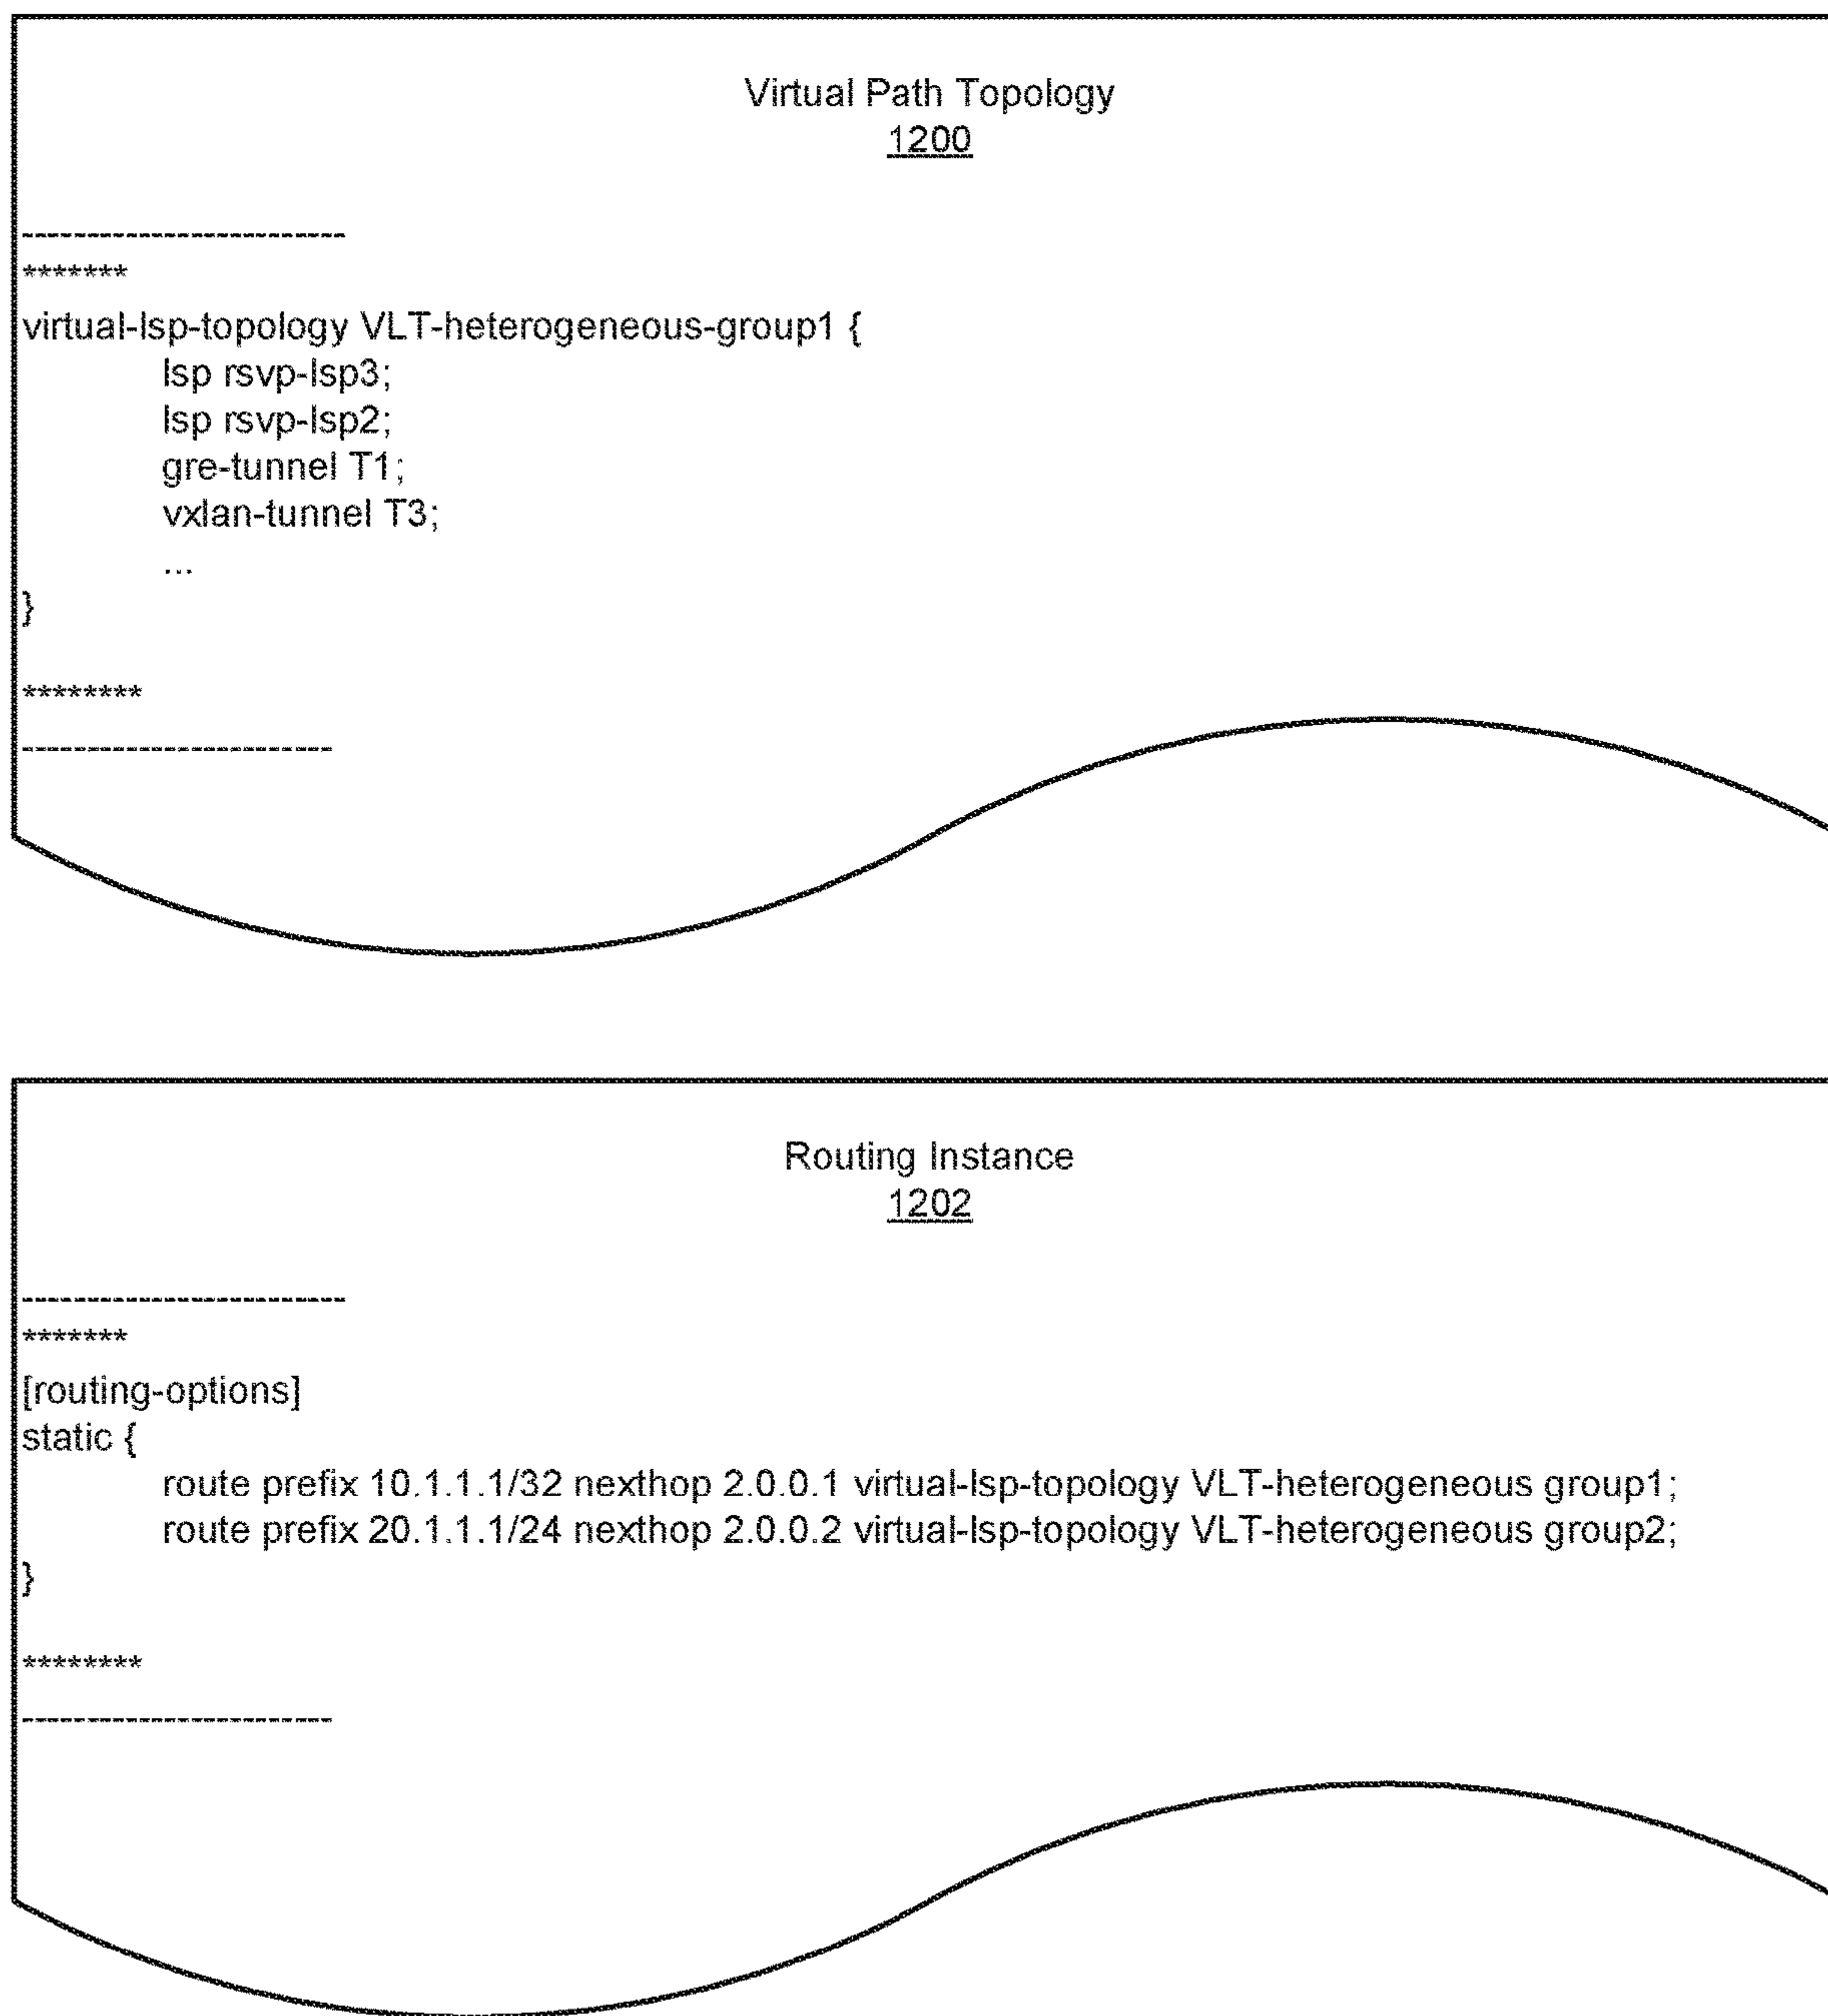 Virtual Path Topology
1200
-------------------------
*******
virtual-lsp-topology VLT-heterogeneous-group1 {
lsp rsvp-lsp3;
lsp rsvp-lsp2;
gre-tunnel T1;
vxlan-tunnel T3;
...
}
********
------------------------
Routing Instance
1202
-------------------------
*******
[routing-options]
static {
route prefix 10.1.1.1/32 nexthop 2.0.0.1 virtual-lsp-topology VLT-heterogeneous group1;
route prefix 20.1.1.1/24 nexthop 2.0.0.2 virtual-lsp-topology VLT-heterogeneous group2;
}
********
------------------------